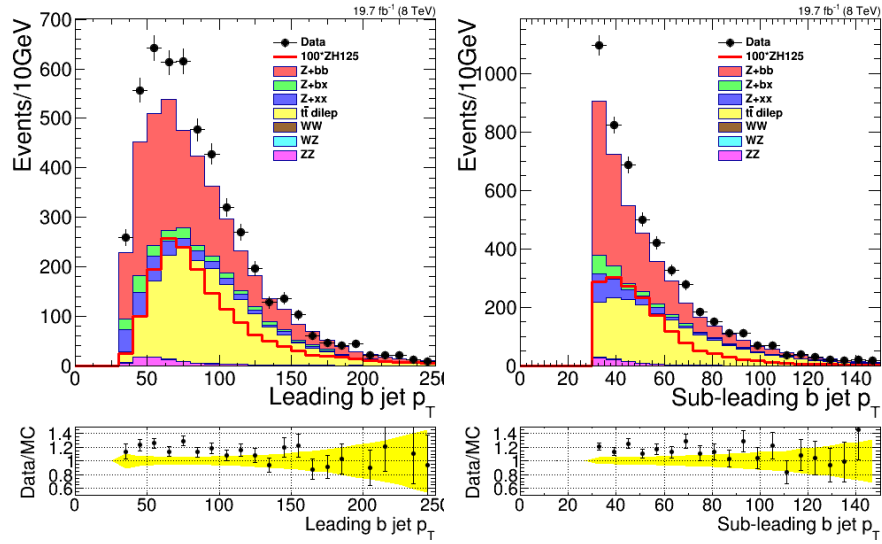 19.7 fb⁻¹ (8 TeV)
Events/10GeV
700
600
500
400
300
200
100
0
Data
100*ZH125
Z+bb
Z+bx
Z+xx
tt̄ dilep
WW
WZ
ZZ
0 50 100 150 200 250
Leading b jet p_T
Data/MC
1.4
1.2
1
0.8
0.6
0 50 100 150 200 250
Leading b jet p_T
19.7 fb⁻¹ (8 TeV)
Events/10GeV
1000
800
600
400
200
0
Data
100*ZH125
Z+bb
Z+bx
Z+xx
tt̄ dilep
WW
WZ
ZZ
0 20 40 60 80 100 120 140
Sub-leading b jet p_T
Data/MC
1.4
1.2
1
0.8
0.6
0 20 40 60 80 100 120 140
Sub-leading b jet p_T